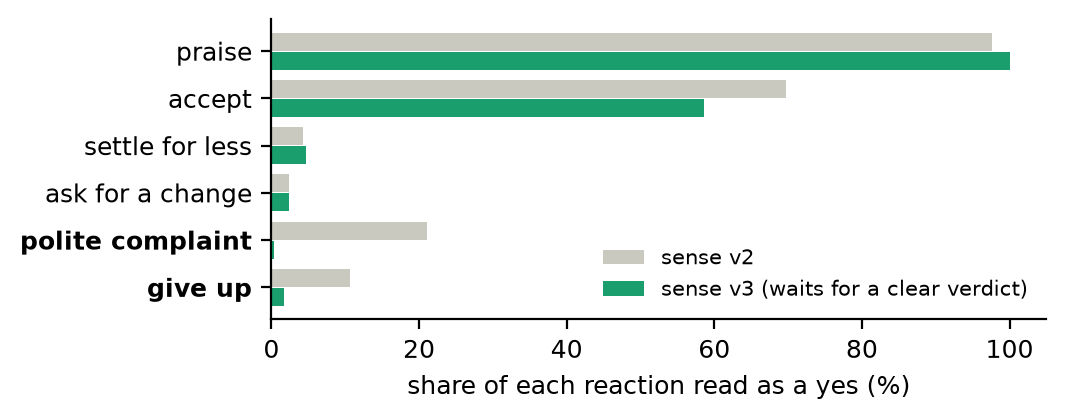 praise
accept
settle for less
ask for a change
polite complaint
give up
sense v2
sense v3 (waits for a clear verdict)
0 20 40 60 80 100
share of each reaction read as a yes (%)